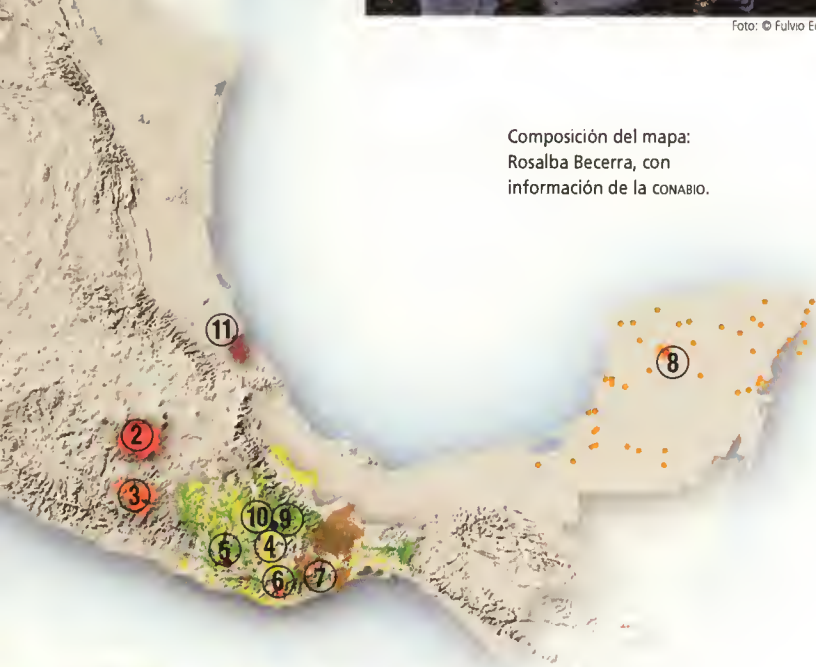 Foto: © Fulvio
Composición del mapa:
Rosalba Becerra, con
información de la CONABIO.
11
8
2
3
10 9
5 4
6 7